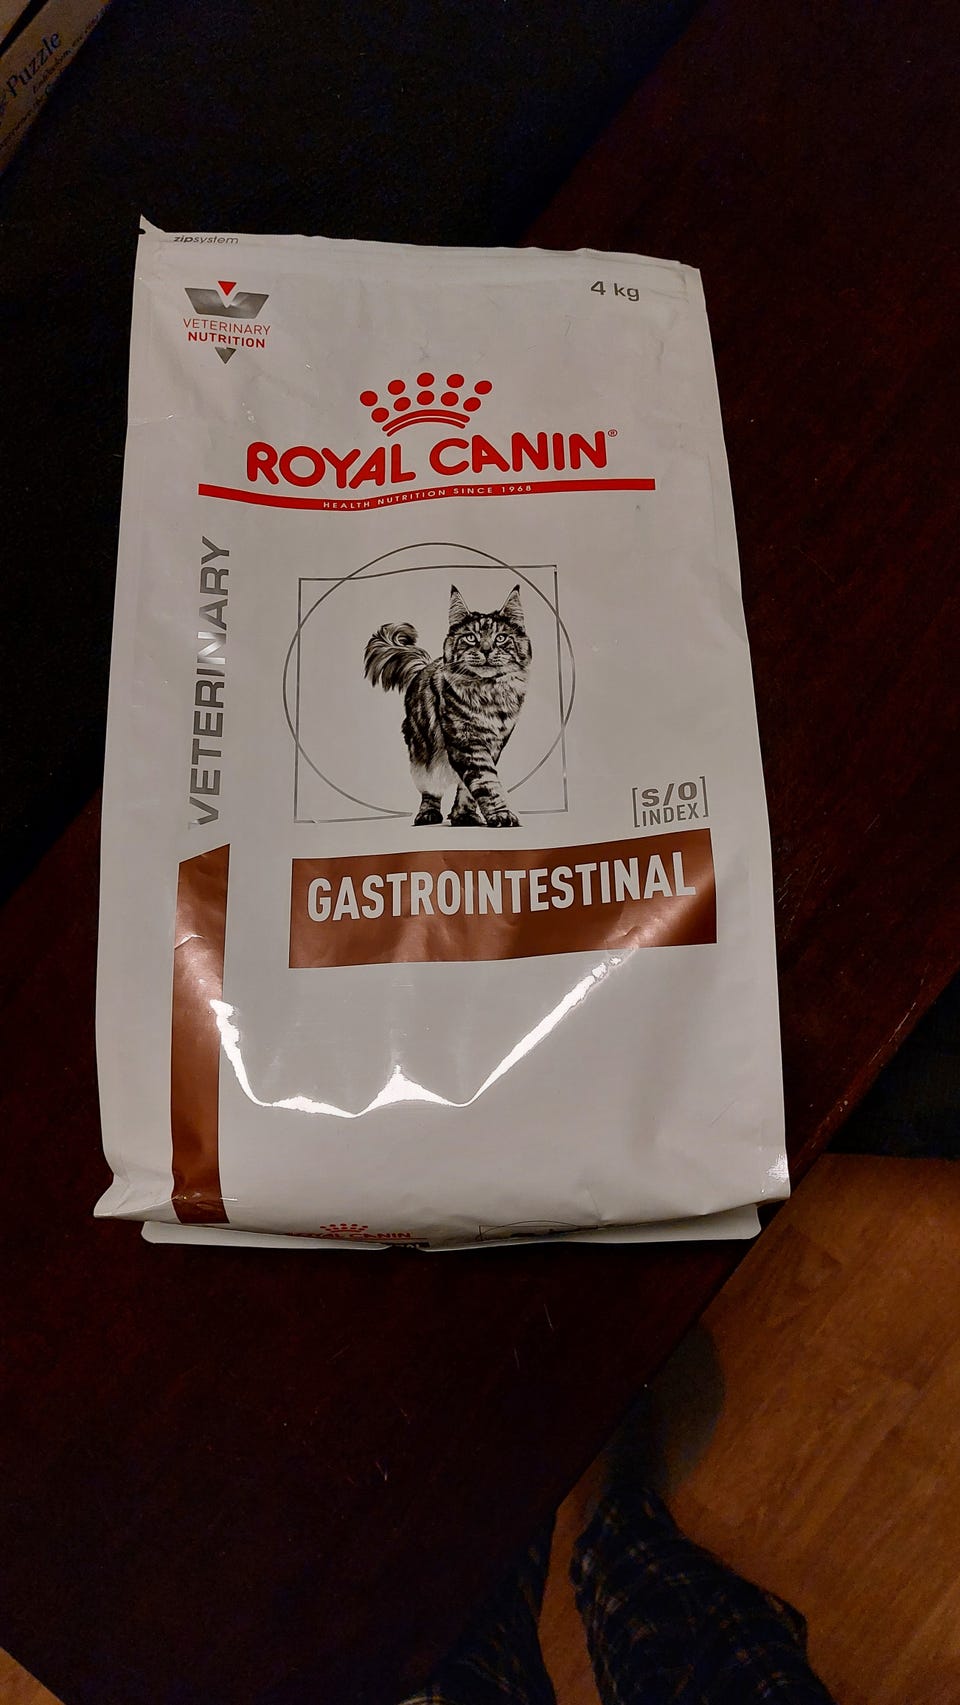 Puzzle
zipsystem
4 kg
VETERINARY
NUTRITION
ROYAL CANIN®
HEALTH NUTRITION SINCE 1968
VETERINARY
[S/O
INDEX]
GASTROINTESTINAL
ROYAL CANIN